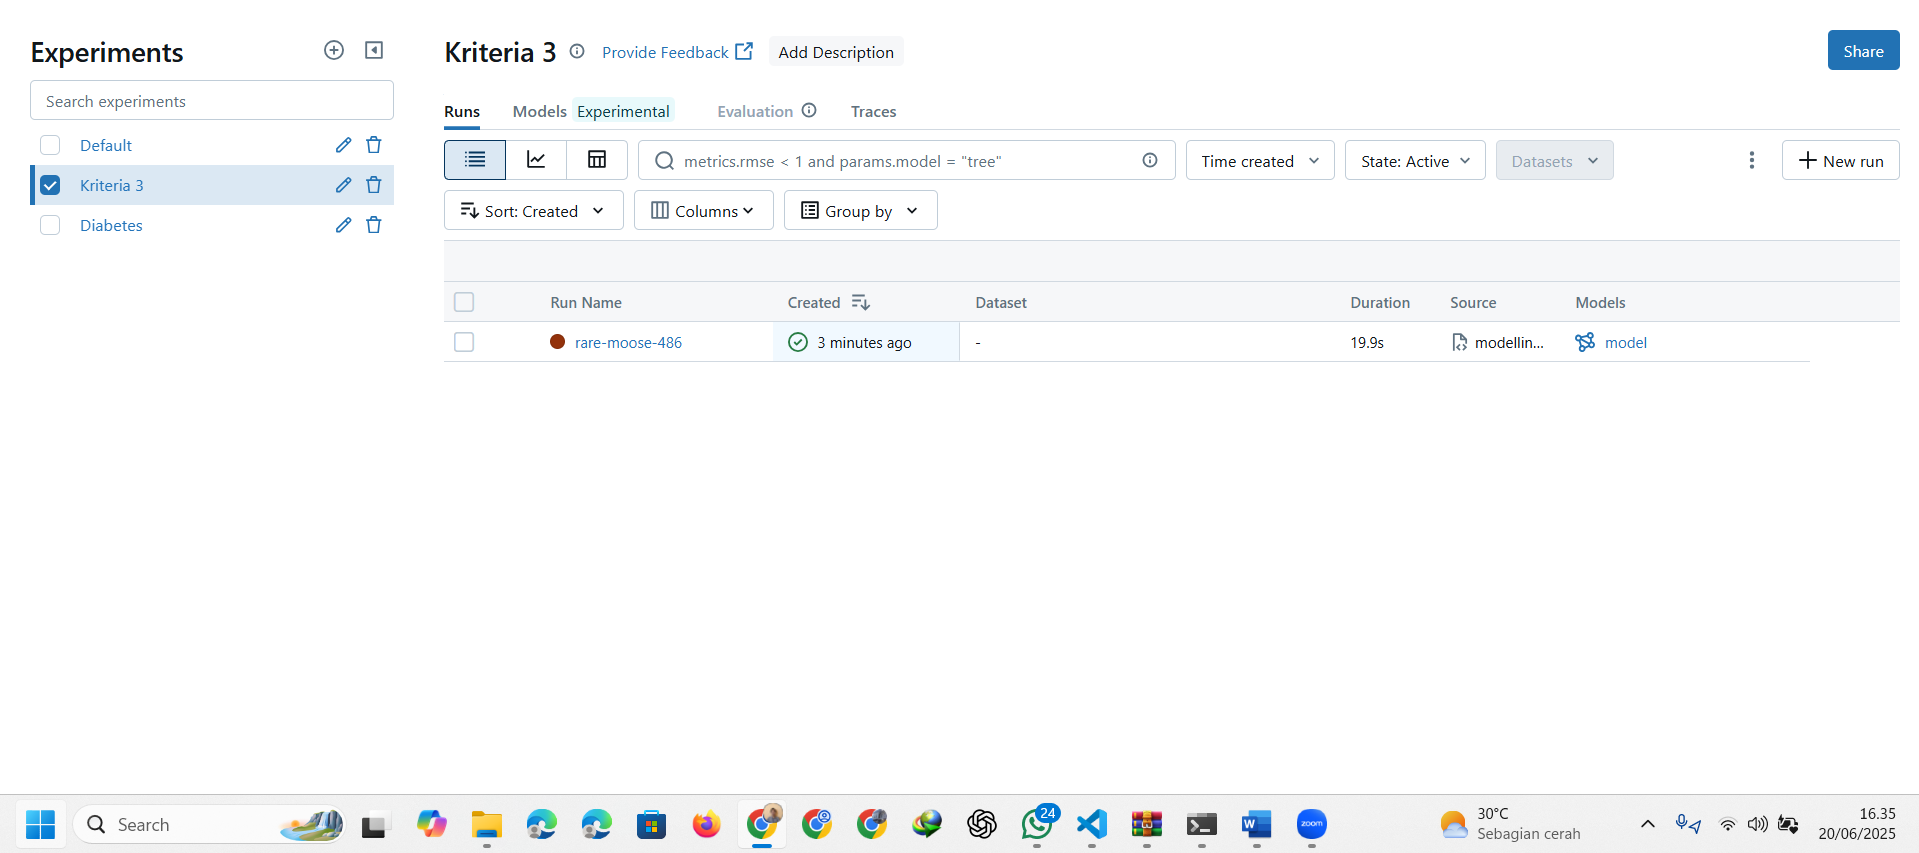 Experiments
Search experiments
Default
Kriteria 3
Diabetes
Kriteria 3 Provide Feedback Add Description Share
Runs Models Experimental Evaluation Traces
metrics.rmse < 1 and params.model = "tree" Time created State: Active Datasets New run
Sort: Created Columns Group by
Run Name Created Dataset Duration Source Models
rare-moose-486 3 minutes ago - 19.9s modellin... model
Search
24
zoom
30°C
Sebagian cerah
16.35
20/06/2025